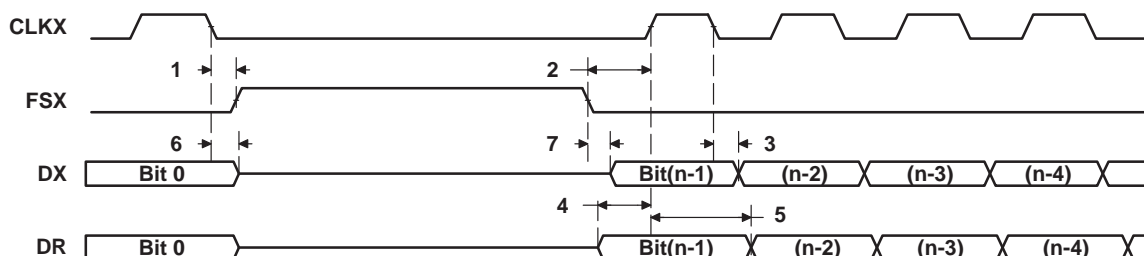 CLKX
1 2
FSX
6 7 3
DX Bit 0 Bit(n-1) (n-2) (n-3) (n-4)
4 5
DR Bit 0 Bit(n-1) (n-2) (n-3) (n-4)